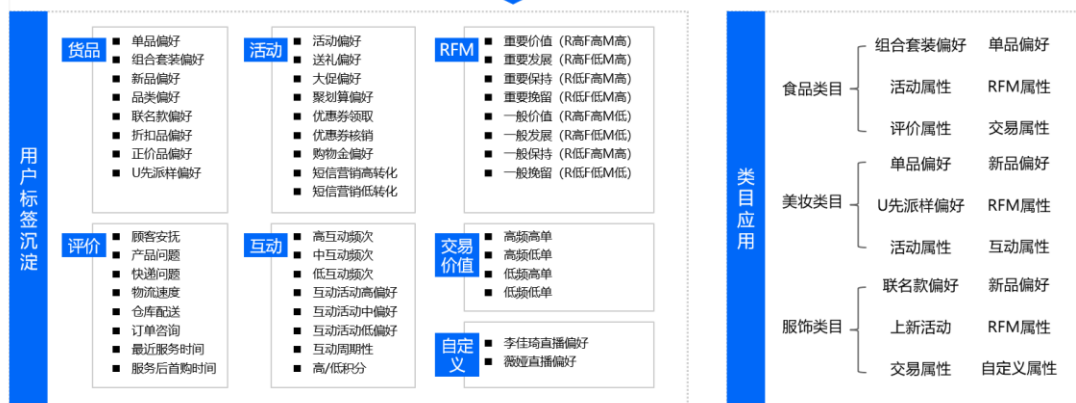 用户标签沉淀
货品
■ 单品偏好
■ 组合套装偏好
■ 新品偏好
■ 品类偏好
■ 联名款偏好
■ 折扣品偏好
■ 正价品偏好
■ U先派样偏好
活动
■ 活动偏好
■ 送礼偏好
■ 大促偏好
■ 聚划算偏好
■ 优惠券领取
■ 优惠券核销
■ 购物金偏好
■ 短信营销高转化
■ 短信营销低转化
RFM
■ 重要价值（R高F高M高）
■ 重要发展（R高F低M高）
■ 重要保持（R低F高M高）
■ 重要挽留（R低F低M高）
■ 一般价值（R高F高M低）
■ 一般发展（R高F低M低）
■ 一般保持（R低F高M高）
■ 一般挽留（R低F低M低）
评价
■ 顾客安抚
■ 产品问题
■ 快递问题
■ 物流速度
■ 仓库配送
■ 订单咨询
■ 最近服务时间
■ 服务后首购时间
互动
■ 高互动频次
■ 中互动频次
■ 低互动频次
■ 互动活动高偏好
■ 互动活动中偏好
■ 互动活动低偏好
■ 互动周期性
■ 高/低积分
交易
价值
■ 高频高单
■ 高频低单
■ 低频高单
■ 低频低单
自定
义
■ 李佳琦直播偏好
■ 薇娅直播偏好
类目应用
食品类目
组合套装偏好 单品偏好
活动属性 RFM属性
评价属性 交易属性
美妆类目
单品偏好 新品偏好
U先派样偏好 RFM属性
活动属性 互动属性
服饰类目
联名款偏好 新品偏好
上新活动 RFM属性
交易属性 自定义属性